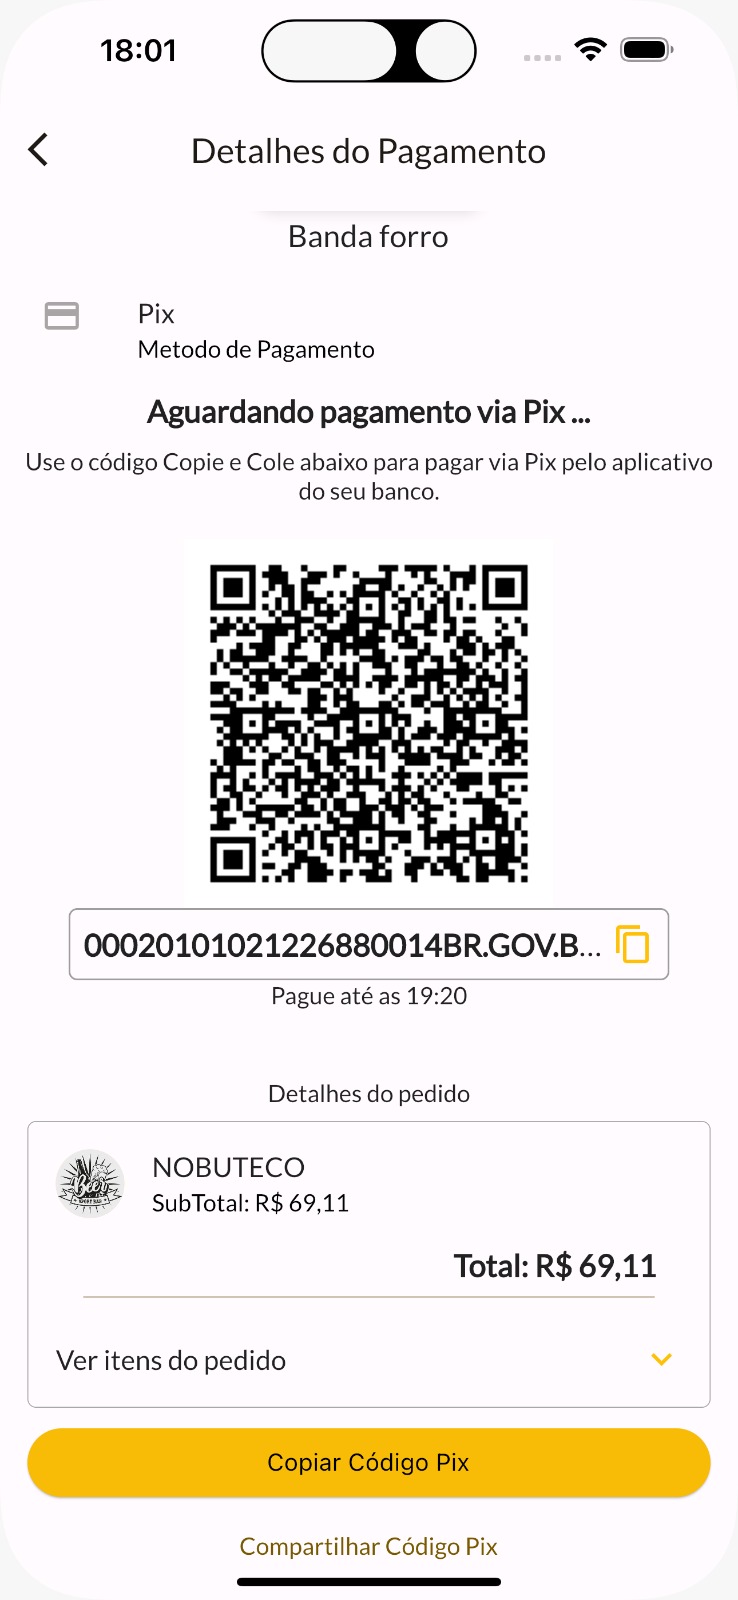 18:01
Detalhes do Pagamento
Banda forro
Pix
Metodo de Pagamento
Aguardando pagamento via Pix ...
Use o código Copie e Cole abaixo para pagar via Pix pelo aplicativo
do seu banco.
00020101021226880014BR.GOV.B...
Pague até as 19:20
Detalhes do pedido
Beer
NOBUTECO
SubTotal: R$ 69,11
Total: R$ 69,11
Ver itens do pedido
Copiar Código Pix
Compartilhar Código Pix